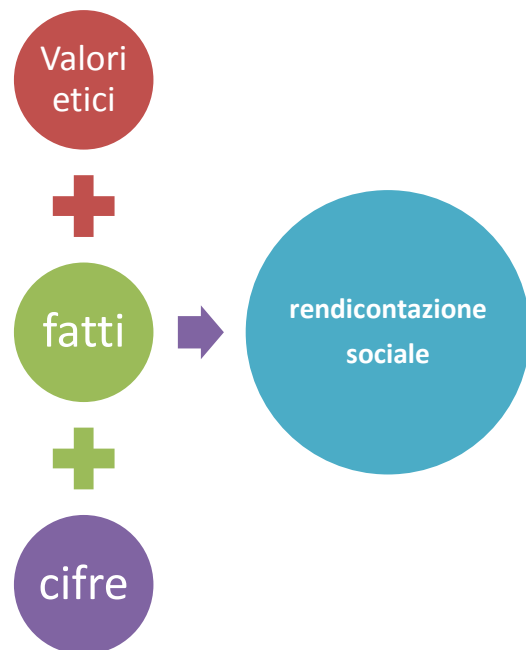 Valori
etici
fatti
rendicontazione
sociale
cifre